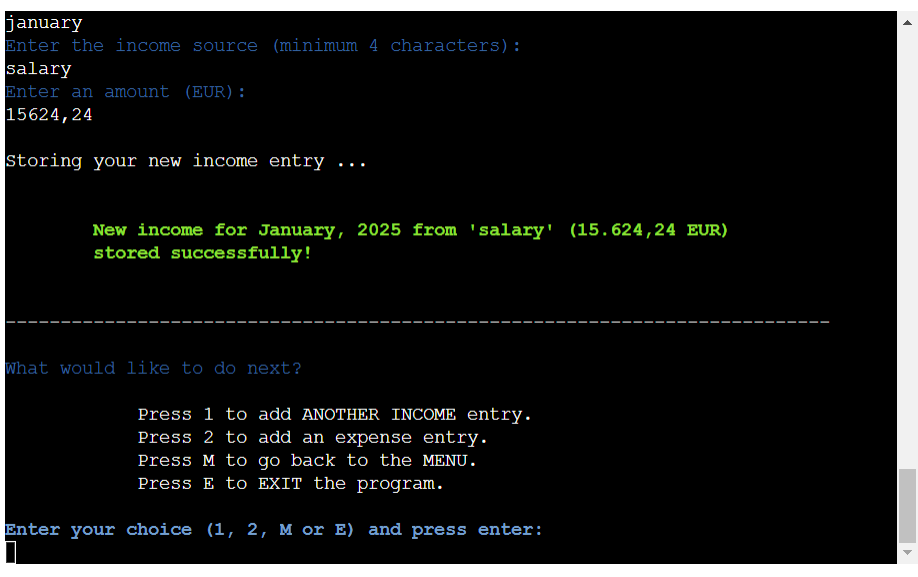 january
Enter the income source (minimum 4 characters):
salary
Enter an amount (EUR):
15624,24
Storing your new income entry ...
New income for January, 2025 from 'salary' (15.624,24 EUR)
stored successfully!
---------------------------------------------------------------------------
What would like to do next?
Press 1 to add ANOTHER INCOME entry.
Press 2 to add an expense entry.
Press M to go back to the MENU.
Press E to EXIT the program.
Enter your choice (1, 2, M or E) and press enter: